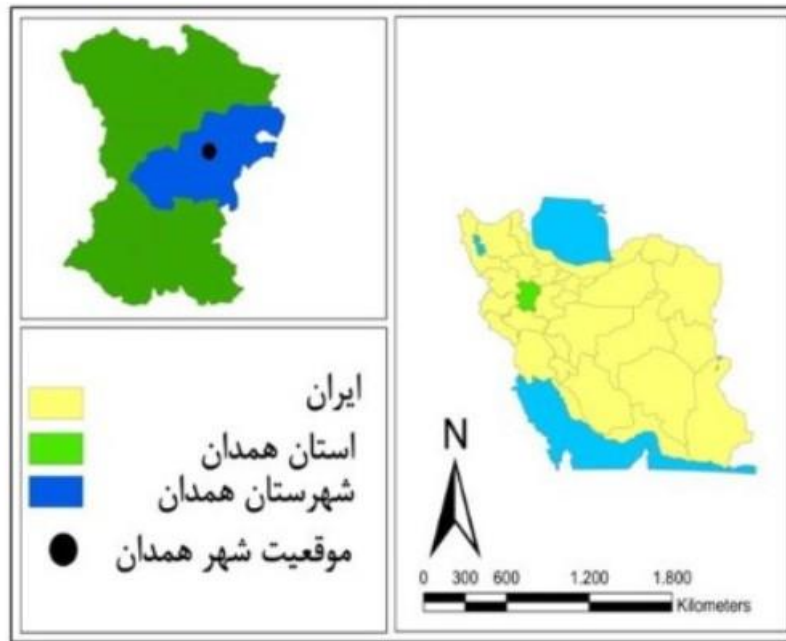 ایران
استان همدان
شهرستان همدان
موقعیت شهر همدان
N
0 300 600 1.200 1.800
Kilometers